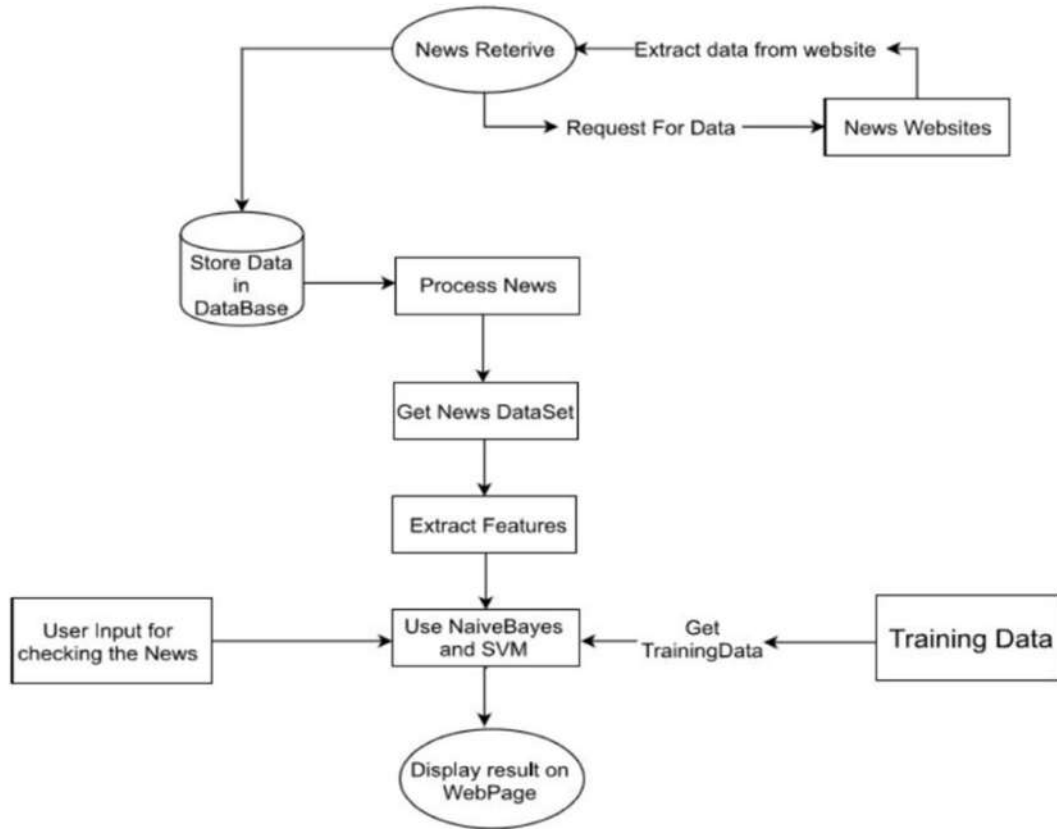 News Reterive
Extract data from website
Request For Data
News Websites
Store Data
in
DataBase
Process News
Get News DataSet
Extract Features
User Input for
checking the News
Use NaiveBayes
and SVM
Get
TrainingData
Training Data
Display result on
WebPage